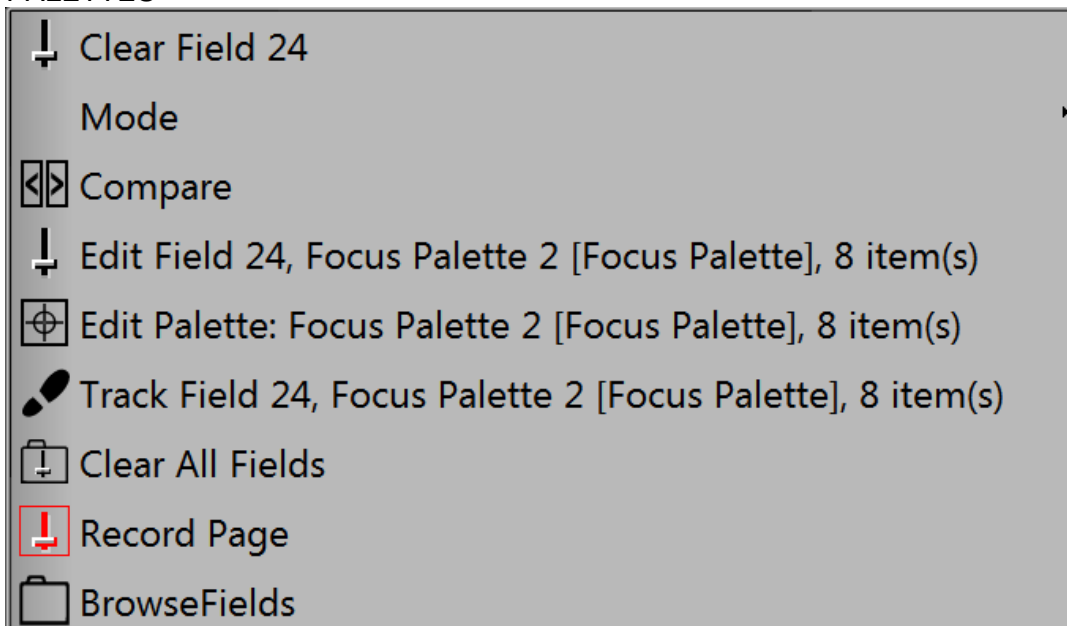 PALETTES
Clear Field 24
Mode
Compare
Edit Field 24, Focus Palette 2 [Focus Palette], 8 item(s)
Edit Palette: Focus Palette 2 [Focus Palette], 8 item(s)
Track Field 24, Focus Palette 2 [Focus Palette], 8 item(s)
Clear All Fields
Record Page
BrowseFields